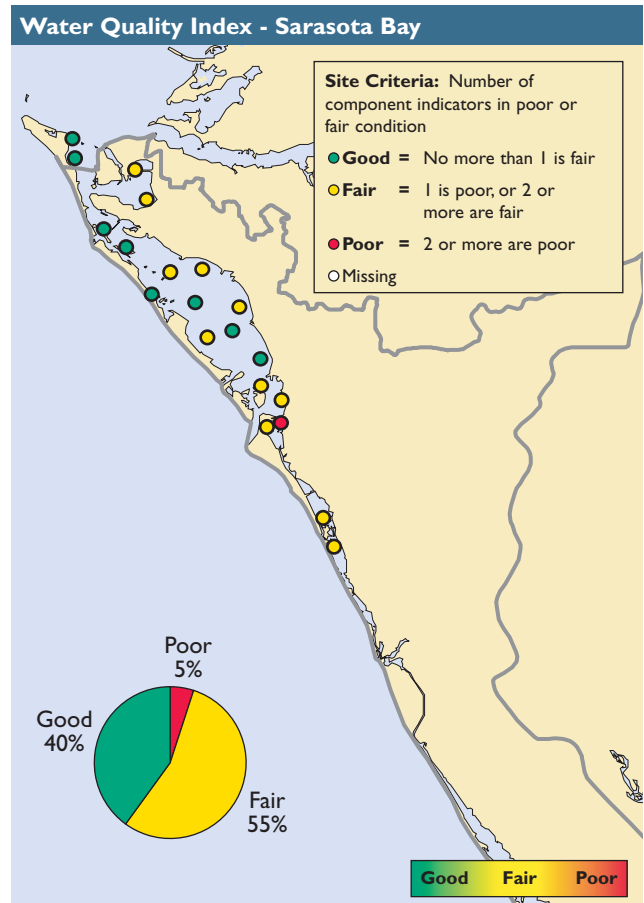 Water Quality Index - Sarasota Bay
Site Criteria: Number of
component indicators in poor or
fair condition
Good = No more than 1 is fair
Fair = 1 is poor, or 2 or
more are fair
Poor = 2 or more are poor
Missing
Poor
5%
Good
40%
Fair
55%
Good Fair Poor